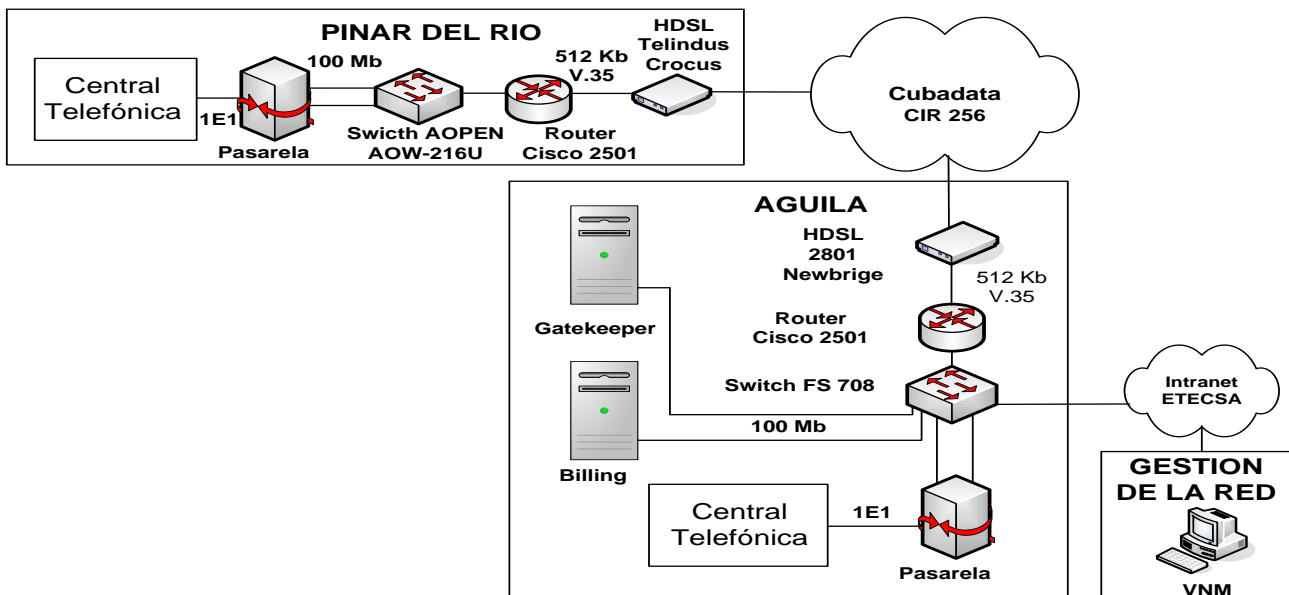 PINAR DEL RIO
HDSL
Telindus
Crocus
100 Mb
512 Kb
V.35
Central
Telefónica
1E1
Pasarela
Swicth AOPEN
AOW-216U
Router
Cisco 2501
Cubadata
CIR 256
AGUILA
HDSL
2801
Newbrige
512 Kb
V.35
Gatekeeper
Router
Cisco 2501
Switch FS 708
100 Mb
Billing
Central
Telefónica
1E1
Pasarela
Intranet
ETECSA
GESTION
DE LA RED
VNM